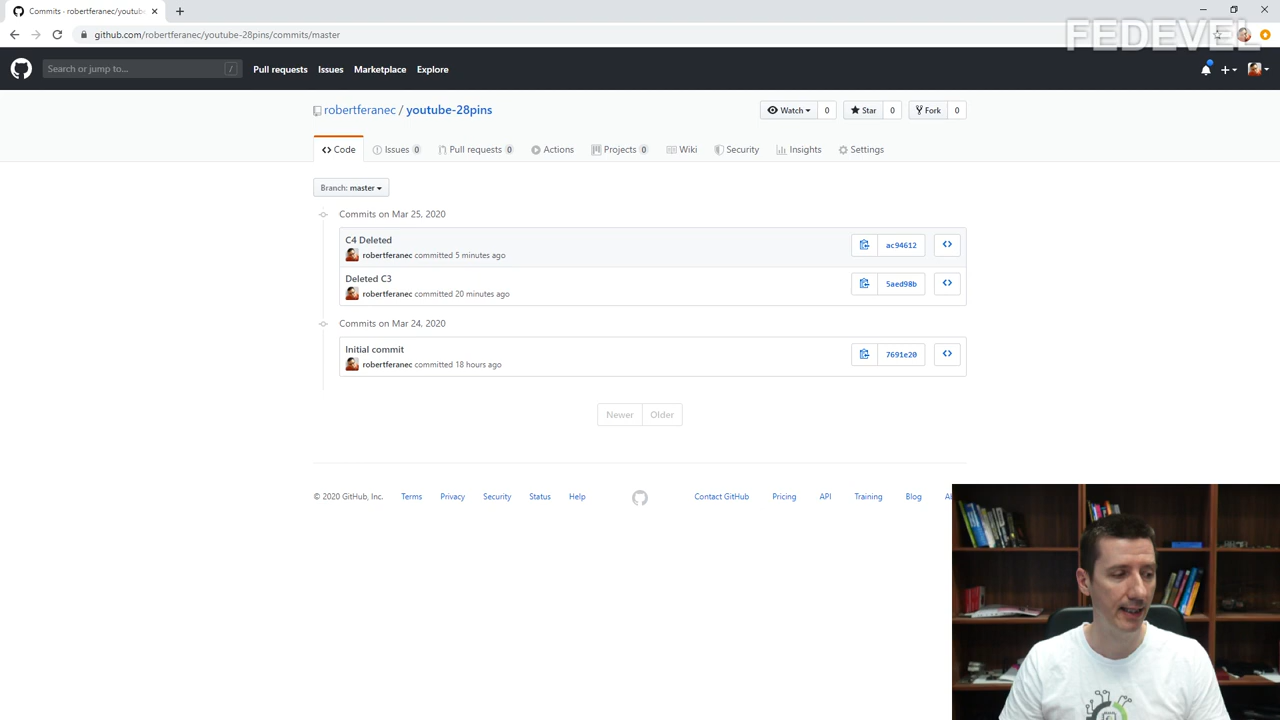 Commits · robertferanec/youtub
FEDEVEL
github.com/robertferanec/youtube-28pins/commits/master
Search or jump to... /
Pull requests Issues Marketplace Explore
robertferanec / youtube-28pins
Watch 0 Star 0 Fork 0
Code Issues 0 Pull requests 0 Actions Projects 0 Wiki Security Insights Settings
Branch: master
Commits on Mar 25, 2020
C4 Deleted
robertferanec committed 5 minutes ago
ac94612
Deleted C3
robertferanec committed 20 minutes ago
5aed98b
Commits on Mar 24, 2020
Initial commit
robertferanec committed 18 hours ago
7691e20
Newer Older
© 2020 GitHub, Inc. Terms Privacy Security Status Help Contact GitHub Pricing API Training Blog